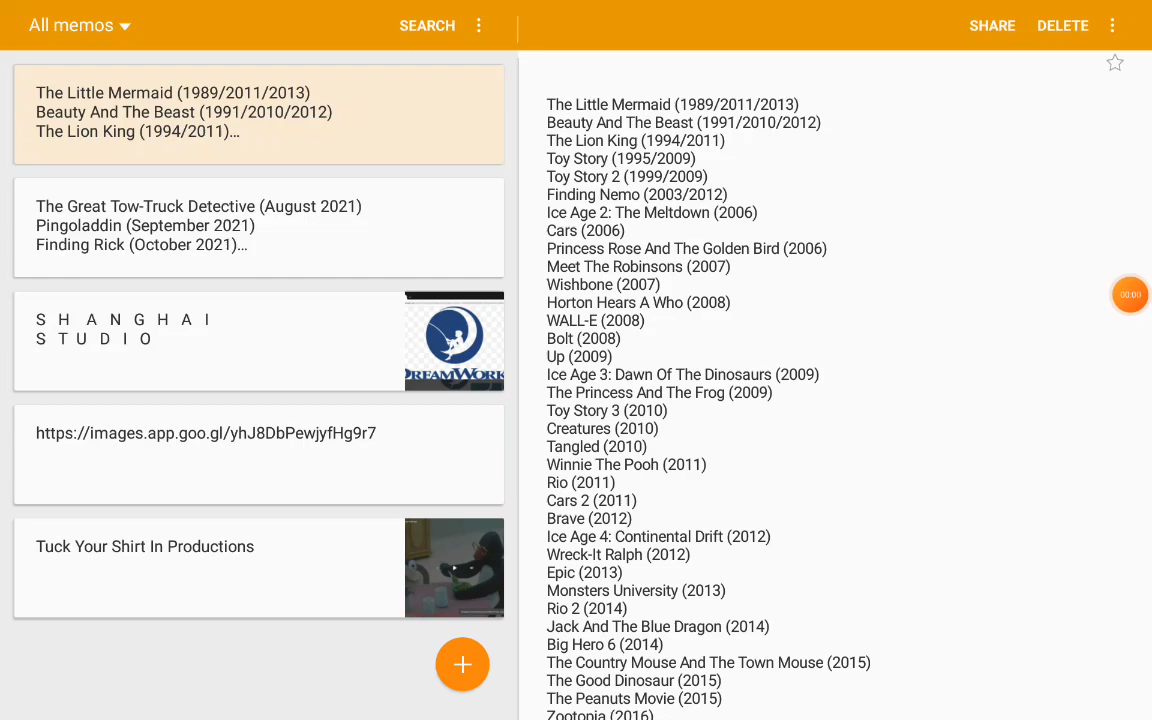 All memos
SEARCH
SHARE
DELETE
The Little Mermaid (1989/2011/2013)
Beauty And The Beast (1991/2010/2012)
The Lion King (1994/2011)...
The Great Tow-Truck Detective (August 2021)
Pingoladdin (September 2021)
Finding Rick (October 2021)...
S H A N G H A I
S T U D I O
DREAMWORK
https://images.app.goo.gl/yhJ8DbPewjyfHg9r7
Tuck Your Shirt In Productions
The Little Mermaid (1989/2011/2013)
Beauty And The Beast (1991/2010/2012)
The Lion King (1994/2011)
Toy Story (1995/2009)
Toy Story 2 (1999/2009)
Finding Nemo (2003/2012)
Ice Age 2: The Meltdown (2006)
Cars (2006)
Princess Rose And The Golden Bird (2006)
Meet The Robinsons (2007)
Wishbone (2007)
Horton Hears A Who (2008)
WALL-E (2008)
Bolt (2008)
Up (2009)
Ice Age 3: Dawn Of The Dinosaurs (2009)
The Princess And The Frog (2009)
Toy Story 3 (2010)
Creatures (2010)
Tangled (2010)
Winnie The Pooh (2011)
Rio (2011)
Cars 2 (2011)
Brave (2012)
Ice Age 4: Continental Drift (2012)
Wreck-It Ralph (2012)
Epic (2013)
Monsters University (2013)
Rio 2 (2014)
Jack And The Blue Dragon (2014)
Big Hero 6 (2014)
The Country Mouse And The Town Mouse (2015)
The Good Dinosaur (2015)
The Peanuts Movie (2015)
Zootopia (2016)
00:00